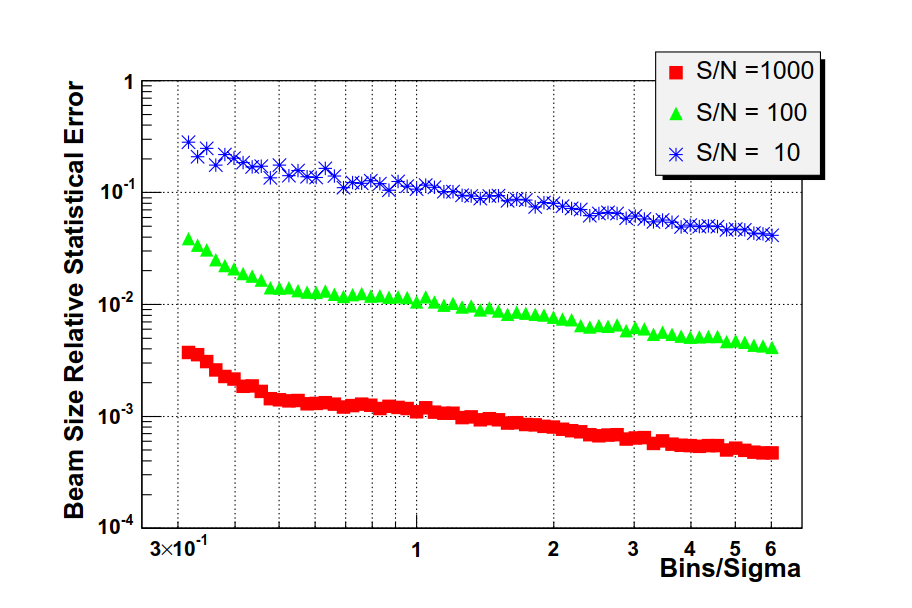 S/N =1000
S/N = 100
S/N = 10
Beam Size Relative Statistical Error
1
10⁻¹
10⁻²
10⁻³
10⁻⁴
3×10⁻¹ 1 2 3 4 5 6
Bins/Sigma